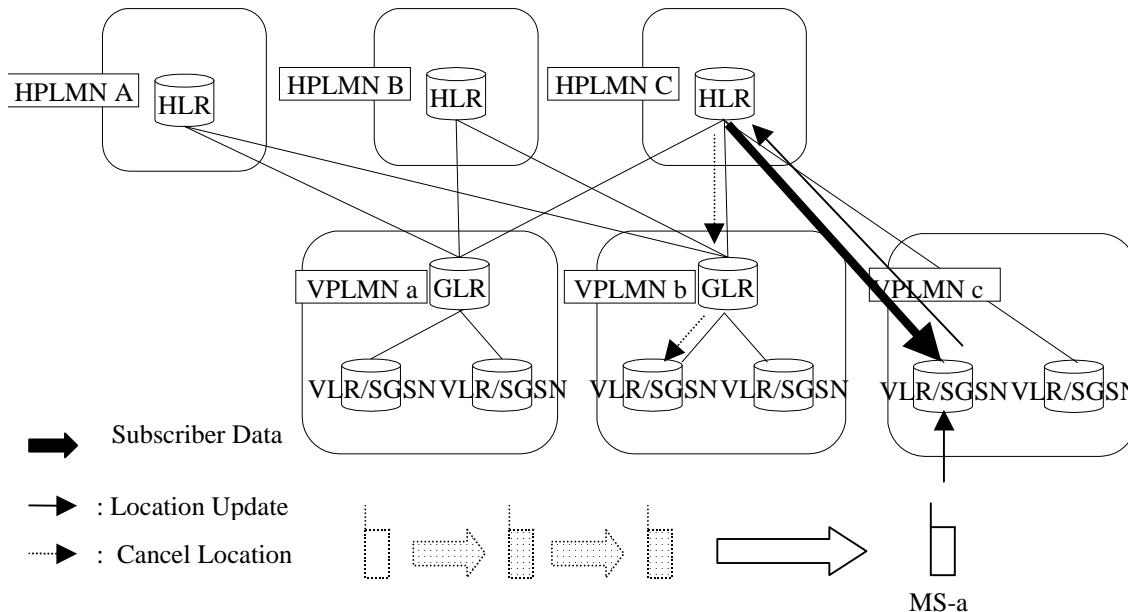 HPLMN A
HLR
HPLMN B
HLR
HPLMN C
HLR
VPLMN a
GLR
VPLMN b
GLR
VPLMN c
VLR/SGSN
VLR/SGSN
VLR/SGSN
VLR/SGSN
VLR/SGSN
VLR/SGSN
Subscriber Data
: Location Update
: Cancel Location
MS-a